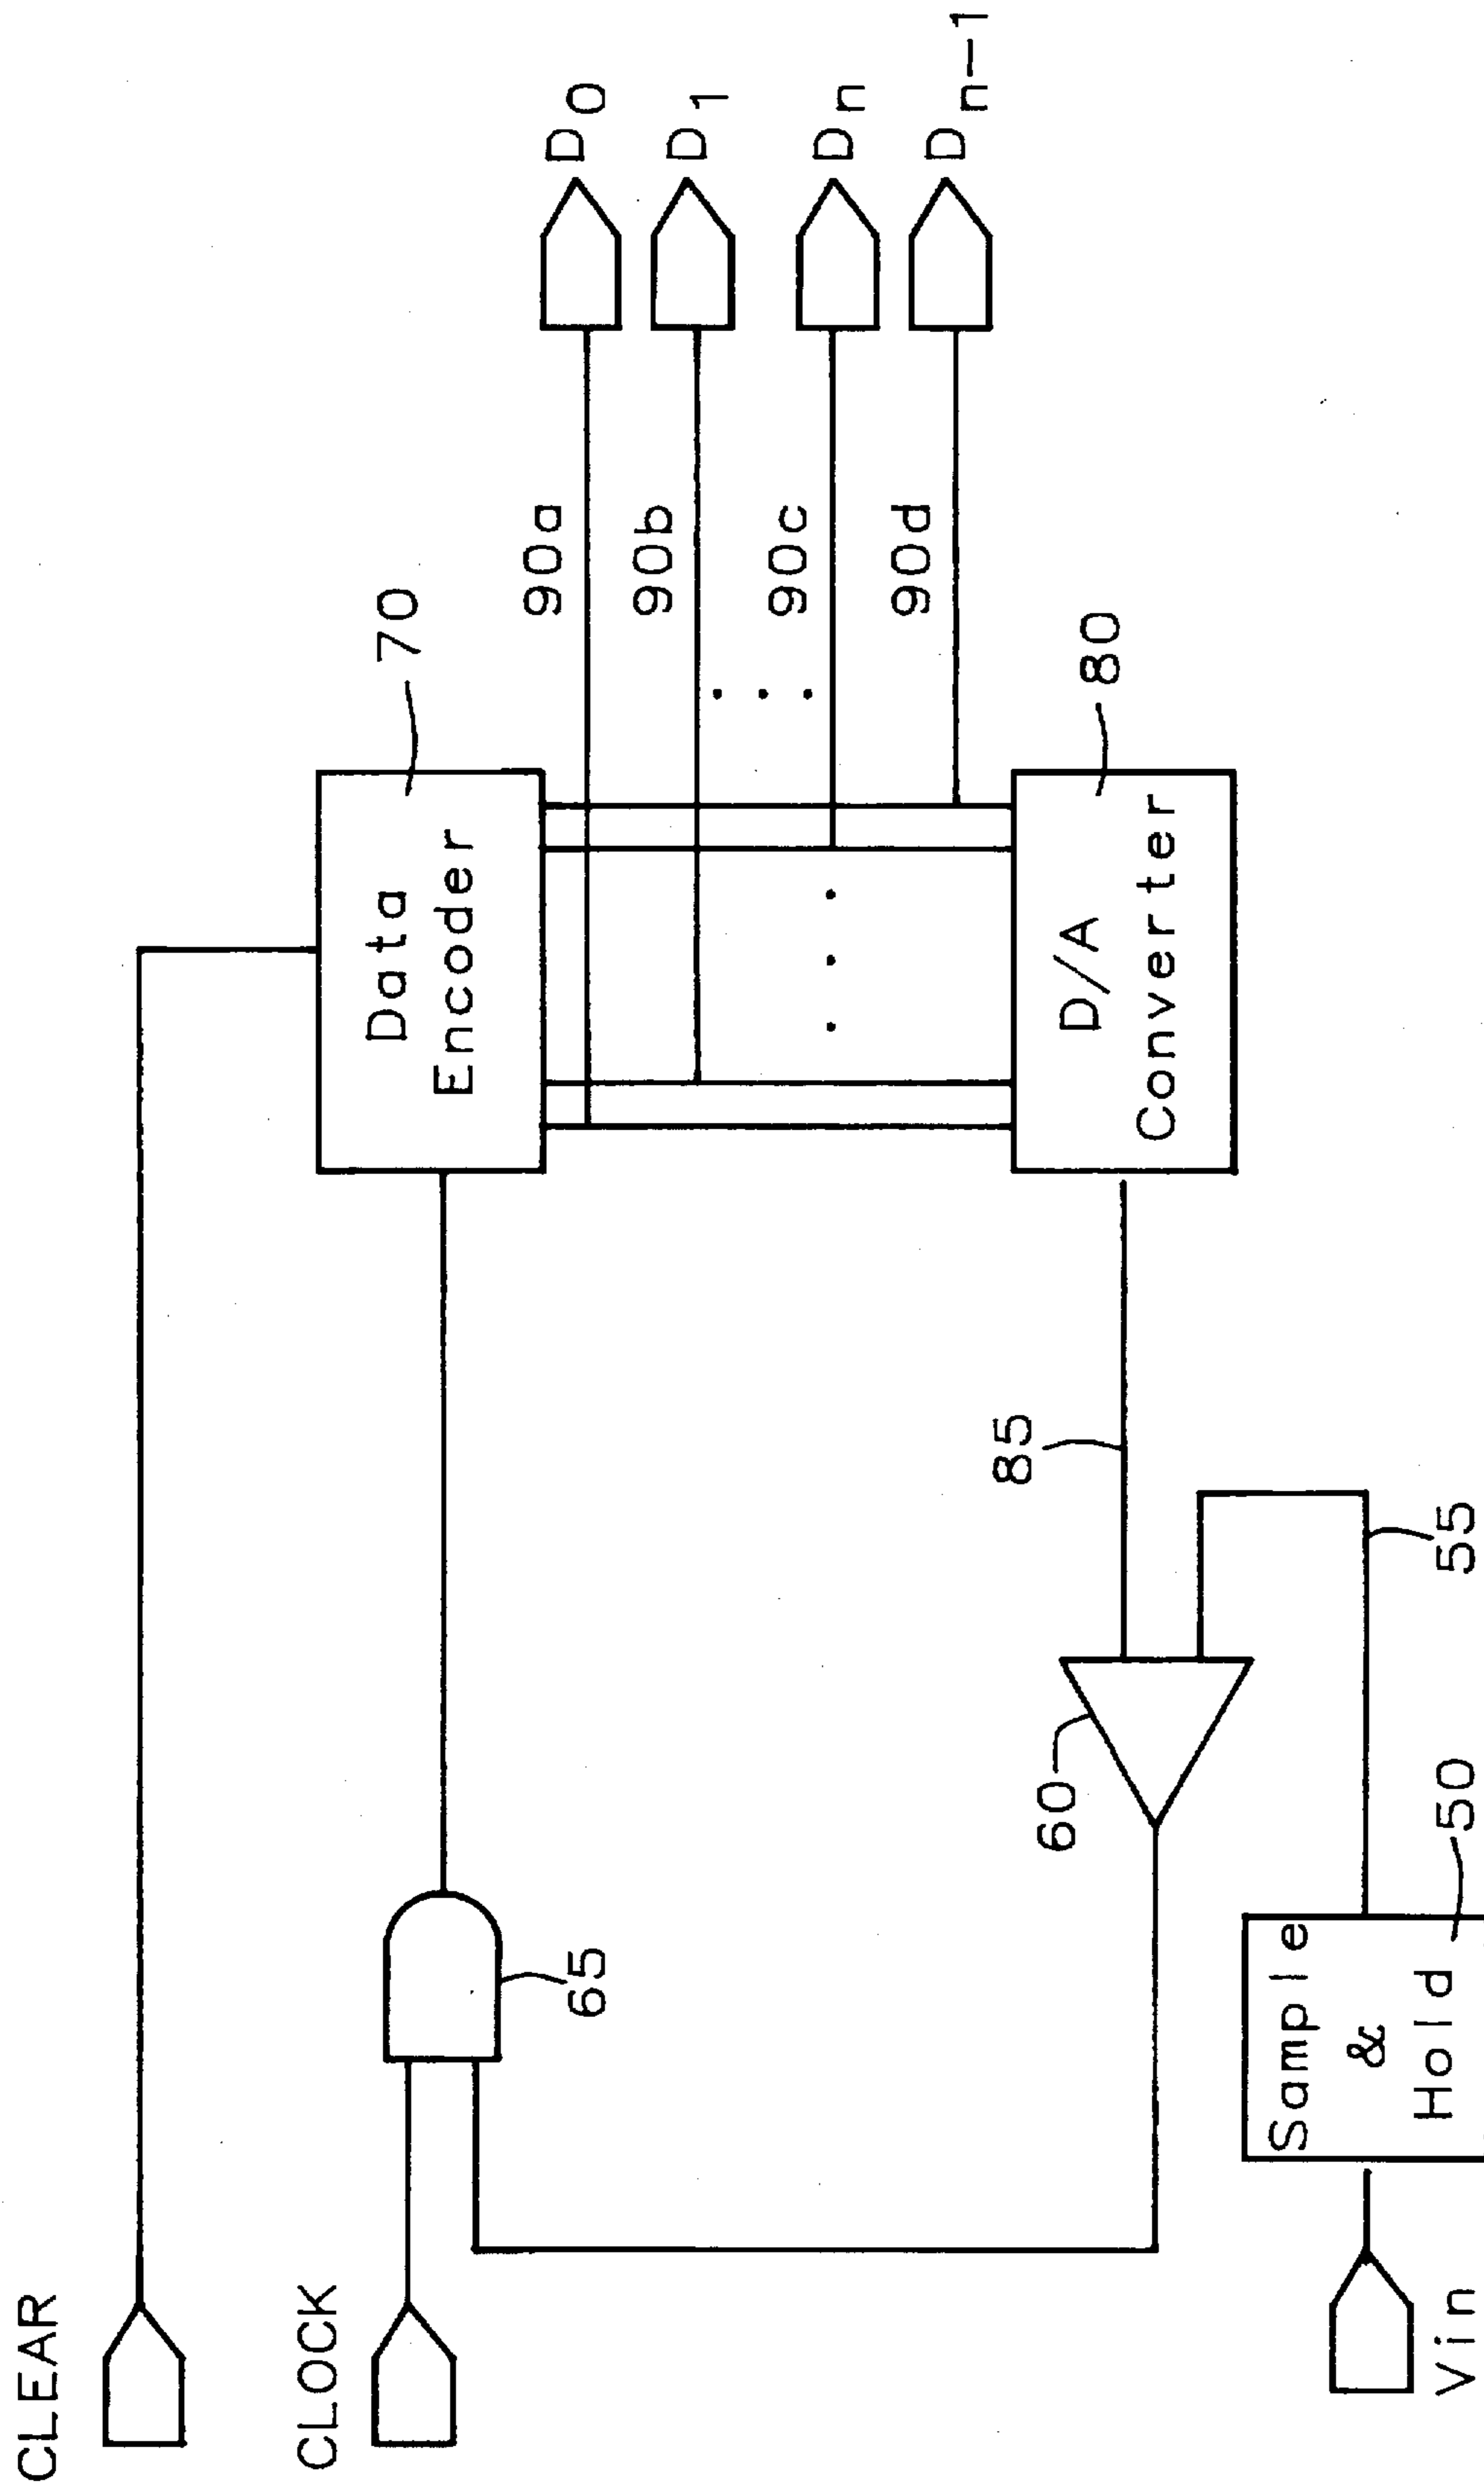 CLEAR
CLOCK
Data
Encoder
70
65
90a
90b
90c
90d
D0
D1
Dn
Dn-1
60
85
D/A
Converter
80
Sample
&
Hold
50
55
Vin